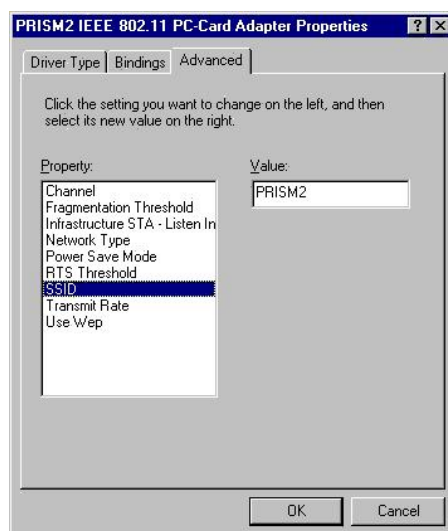 PRISM2 IEEE 802.11 PC-Card Adapter Properties
Driver Type
Bindings
Advanced
Click the setting you want to change on the left, and then
select its new value on the right.
Property:
Value:
Channel
Fragmentation Threshold
Infrastructure STA - Listen In
Network Type
Power Save Mode
RTS Threshold
SSID
Transmit Rate
Use Wep
PRISM2
OK
Cancel